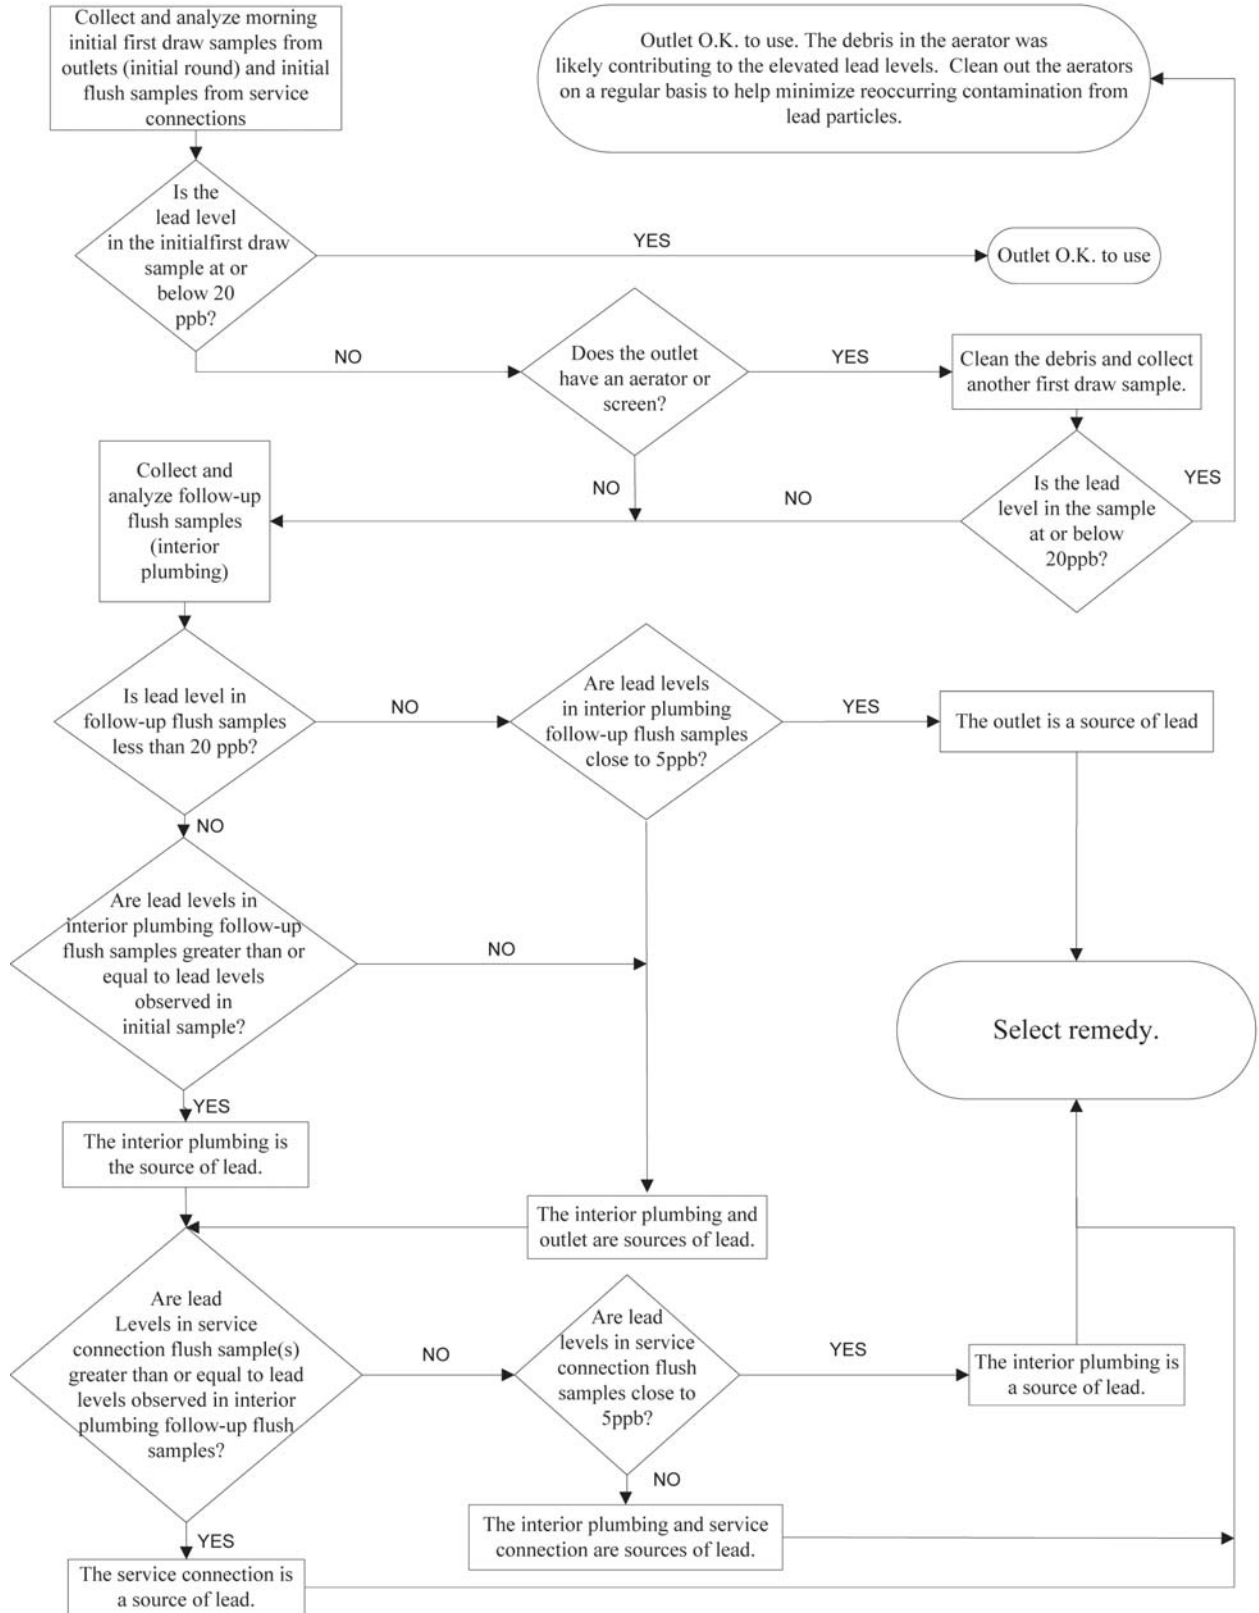 Collect and analyze morning
initial first draw samples from
outlets (initial round) and initial
flush samples from service
connections
Outlet O.K. to use. The debris in the aerator was
likely contributing to the elevated lead levels. Clean out the aerators
on a regular basis to help minimize reoccurring contamination from
lead particles.
Is the
lead level
in the initialfirst draw
sample at or
below 20
ppb?
YES
Outlet O.K. to use
NO
Does the outlet
have an aerator or
screen?
YES
Clean the debris and collect
another first draw sample.
NO
Is the lead
level in the sample
at or below
20ppb?
YES
NO
Collect and
analyze follow-up
flush samples
(interior
plumbing)
Is lead level in
follow-up flush samples
less than 20 ppb?
NO
Are lead levels
in interior plumbing
follow-up flush samples
close to 5ppb?
YES
The outlet is a source of lead
NO
Are lead levels in
interior plumbing follow-up
flush samples greater than or
equal to lead levels
observed in
initial sample?
NO
Select remedy.
YES
The interior plumbing is
the source of lead.
The interior plumbing and
outlet are sources of lead.
Are lead
Levels in service
connection flush sample(s)
greater than or equal to lead
levels observed in interior
plumbing follow-up flush
samples?
NO
Are lead
levels in service
connection flush
samples close to
5ppb?
YES
The interior plumbing is
a source of lead.
NO
The interior plumbing and service
connection are sources of lead.
YES
The service connection is
a source of lead.